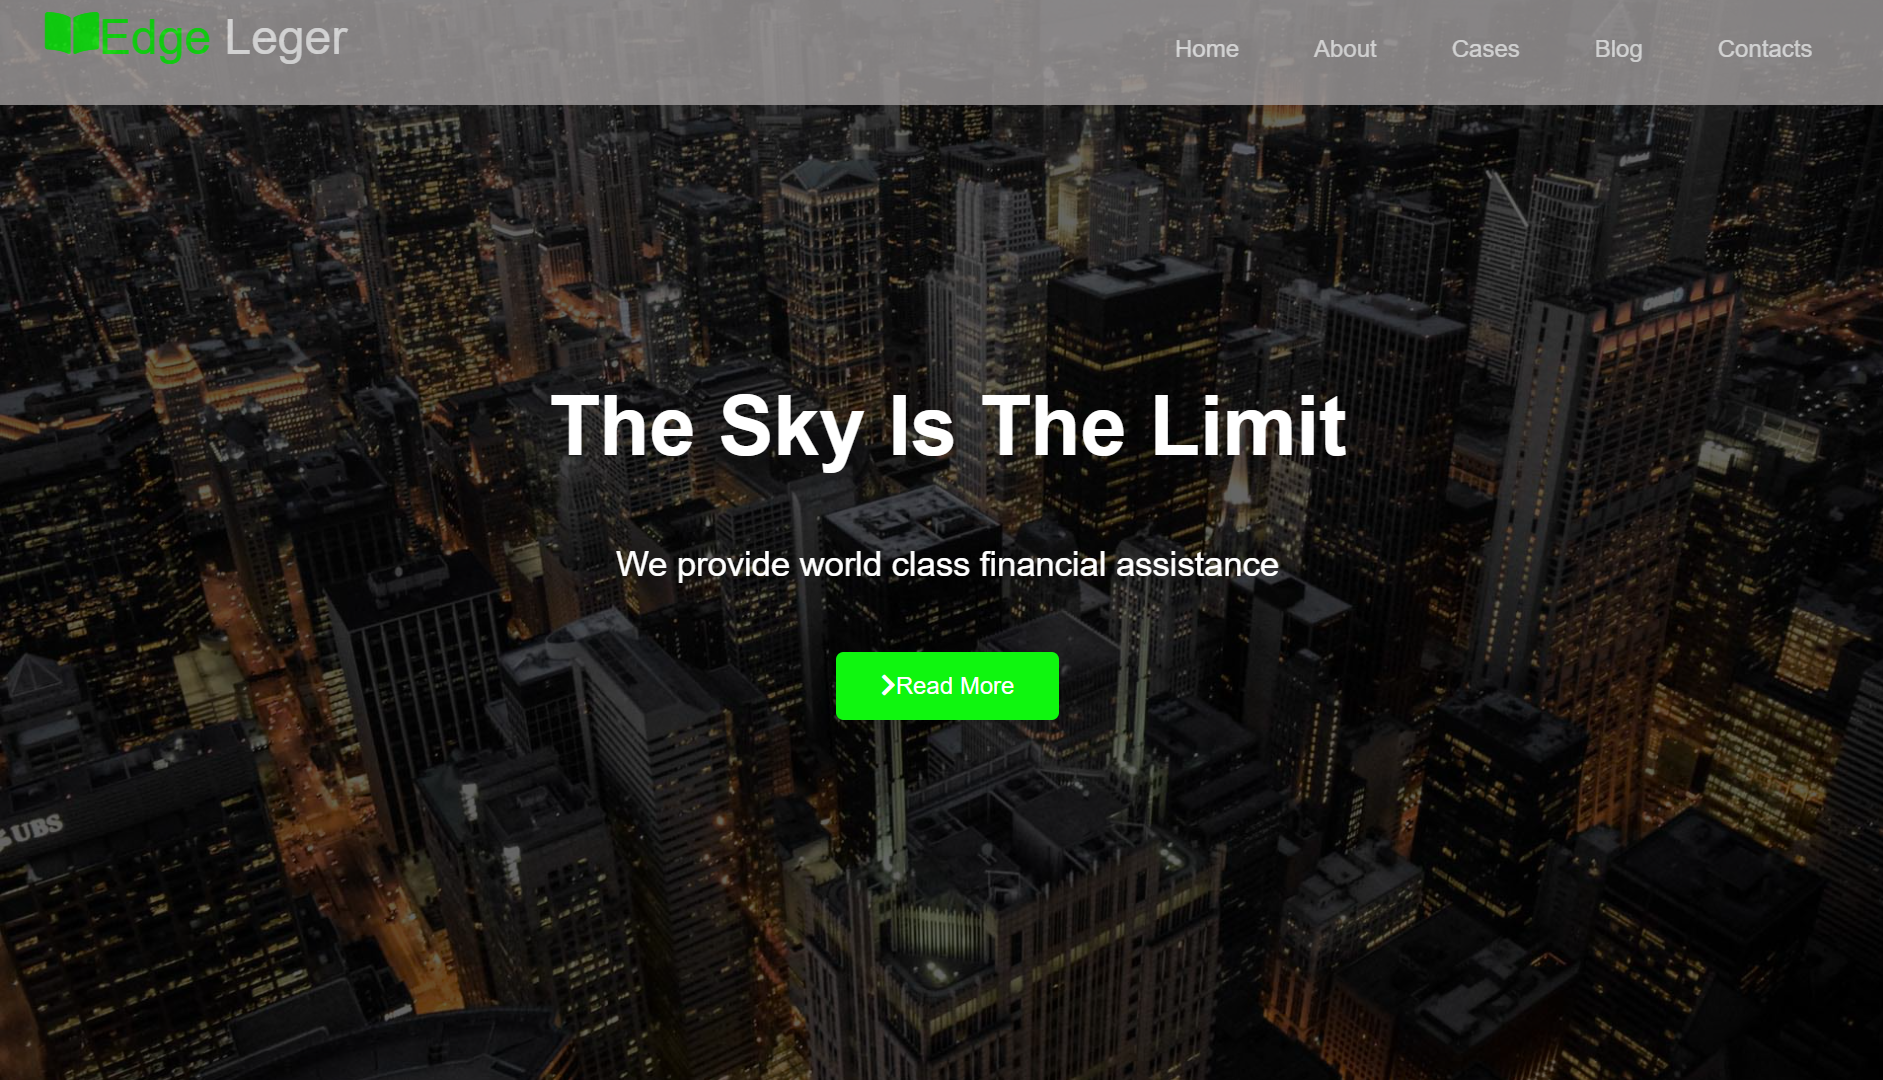 Edge Leger
Home About Cases Blog Contacts
The Sky Is The Limit
We provide world class financial assistance
Read More
UBS